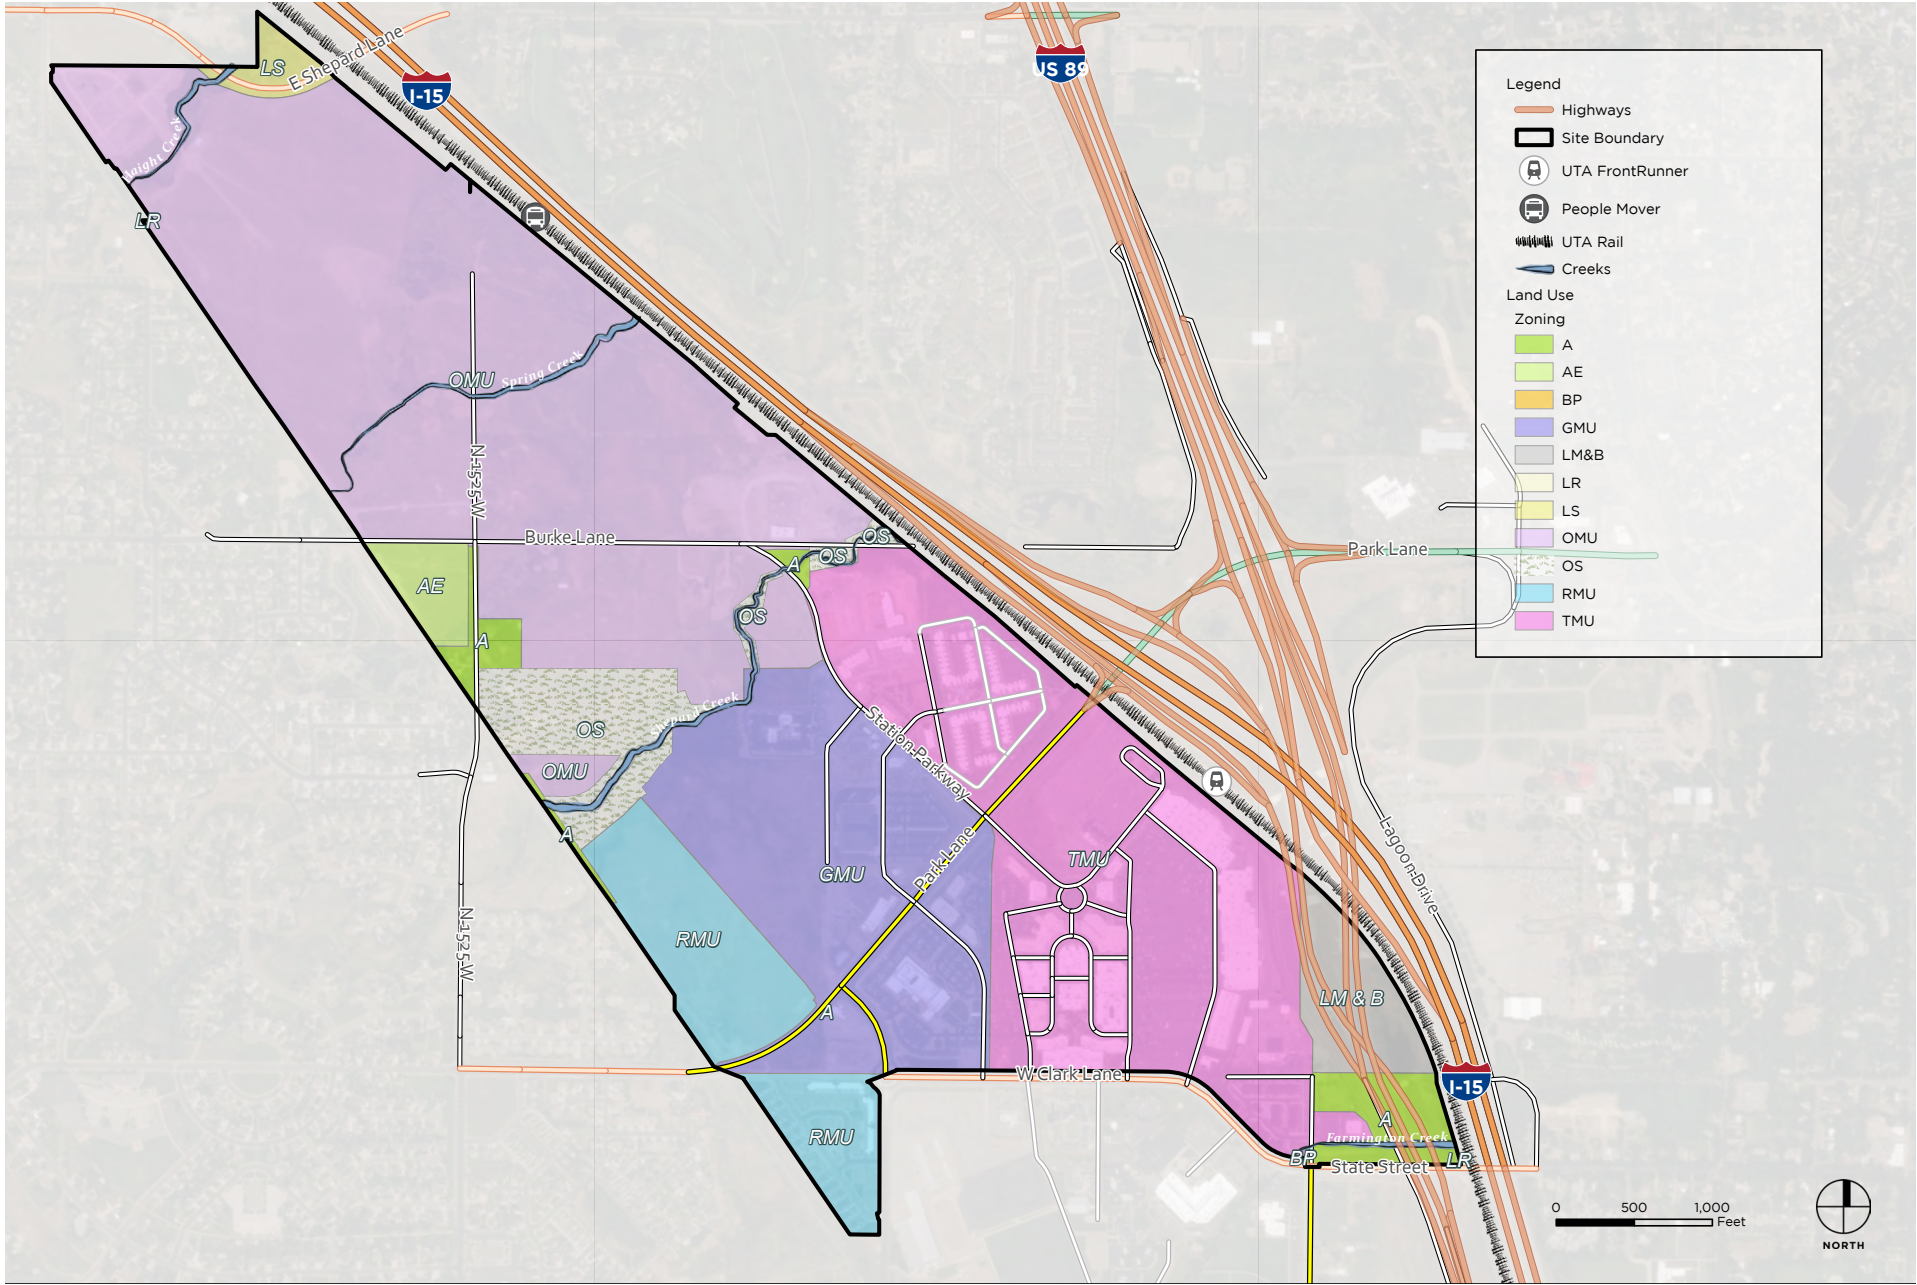 E Shepard Lane
LS
I-15
US 89
Haight Creek
LR
OMU
Spring Creek
N 1525 W
Burke Lane
OS
OS
A
AE
OS
A
Park Lane
Shepard Creek
OS
OMU
Station Parkway
A
GMU
Park Lane
TMU
Lagoon Drive
RMU
N 1525 W
A
LM & B
W Clark Lane
I-15
RMU
A
Farmington Creek
BP
State Street
LR
Legend
Highways
Site Boundary
UTA FrontRunner
People Mover
UTA Rail
Creeks
Land Use
Zoning
A
AE
BP
GMU
LM&B
LR
LS
OMU
OS
RMU
TMU
0 500 1,000
Feet
NORTH